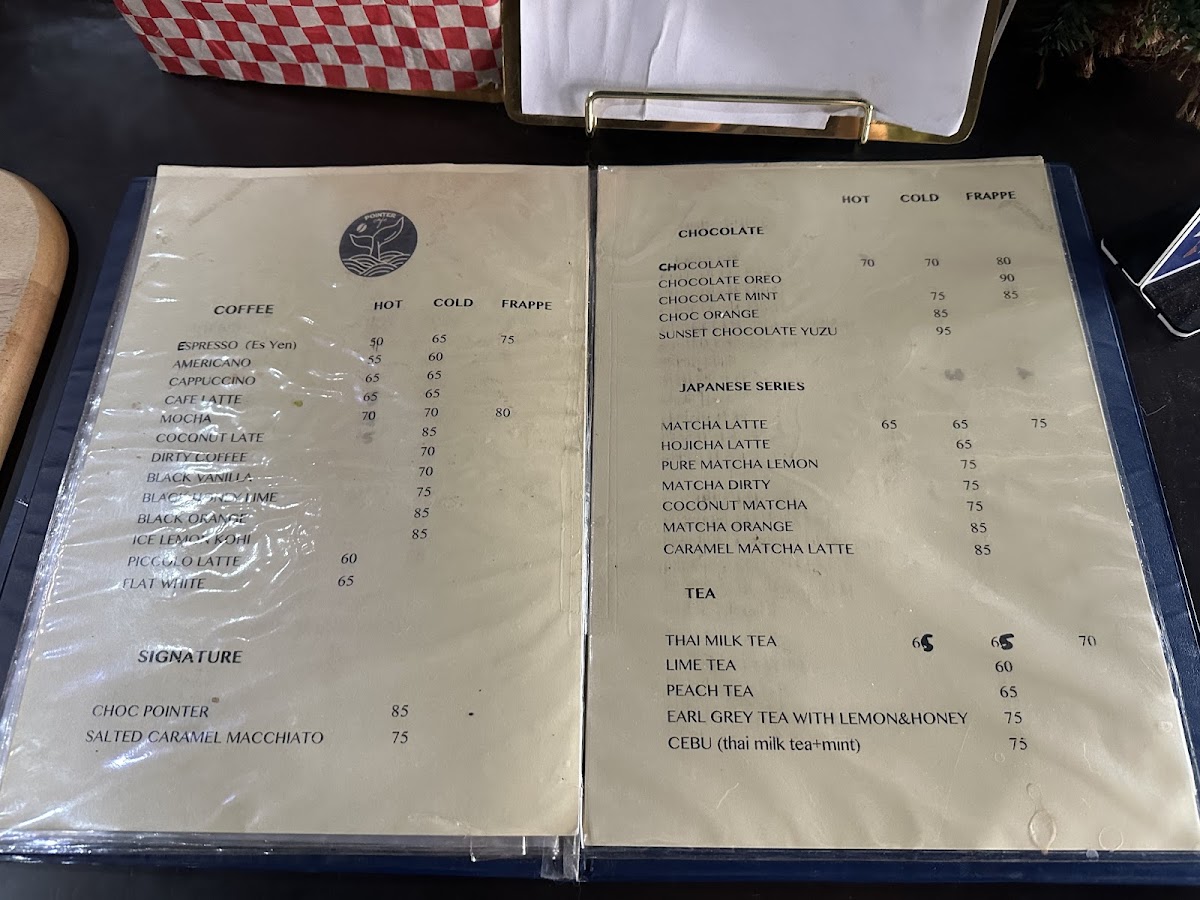 POINTER
COFFEE HOT COLD FRAPPE
ESPRESSO (Es Yen) 50 65 75
AMERICANO 55 60
CAPPUCCINO 65 65
CAFE LATTE 65 65
MOCHA 70 70 80
COCONUT LATE 85
DIRTY COFFEE 70
BLACK VANILLA 70
BLACK HONEY LIME 75
BLACK ORANGE 85
ICE LEMON KOHI 85
PICCOLO LATTE 60
FLAT WHITE 65
SIGNATURE
CHOC POINTER 85
SALTED CARAMEL MACCHIATO 75
HOT COLD FRAPPE
CHOCOLATE
CHOCOLATE 70 70 80
CHOCOLATE OREO 90
CHOCOLATE MINT 75 85
CHOC ORANGE 85
SUNSET CHOCOLATE YUZU 95
JAPANESE SERIES
MATCHA LATTE 65 65 75
HOJICHA LATTE 65
PURE MATCHA LEMON 75
MATCHA DIRTY 75
COCONUT MATCHA 75
MATCHA ORANGE 85
CARAMEL MATCHA LATTE 85
TEA
THAI MILK TEA 65 65 70
LIME TEA 60
PEACH TEA 65
EARL GREY TEA WITH LEMON&HONEY 75
CEBU (thai milk tea+mint) 75